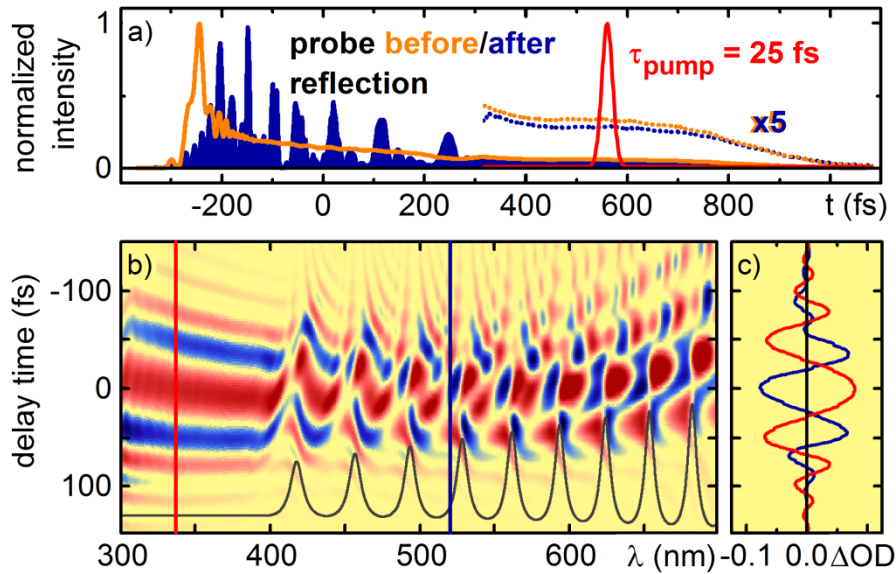 a)
probe before/after
reflection
τpump = 25 fs
x5
normalized
intensity
1
0
-200 0 200 400 600 800 t (fs)
b)
c)
delay time (fs)
-100
0
100
300 400 500 600 λ (nm)
-0.1 0.0 ΔOD